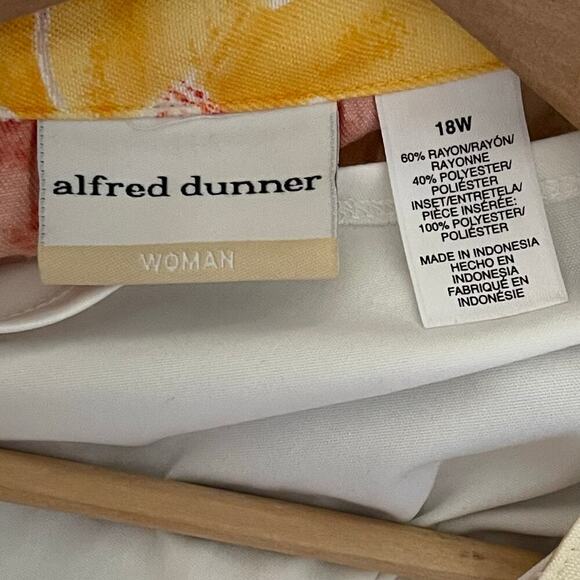 alfred dunner
WOMAN
18W
60% RAYON/RAYÓN/
RAYONNE
40% POLYESTER/
POLIÉSTER
INSET/ENTRETELA/
PIÈCE INSÉRÉE:
100% POLYESTER/
POLIÉSTER
MADE IN INDONESIA
HECHO EN
INDONESIA
FABRIQUÉ EN
INDONÉSIE